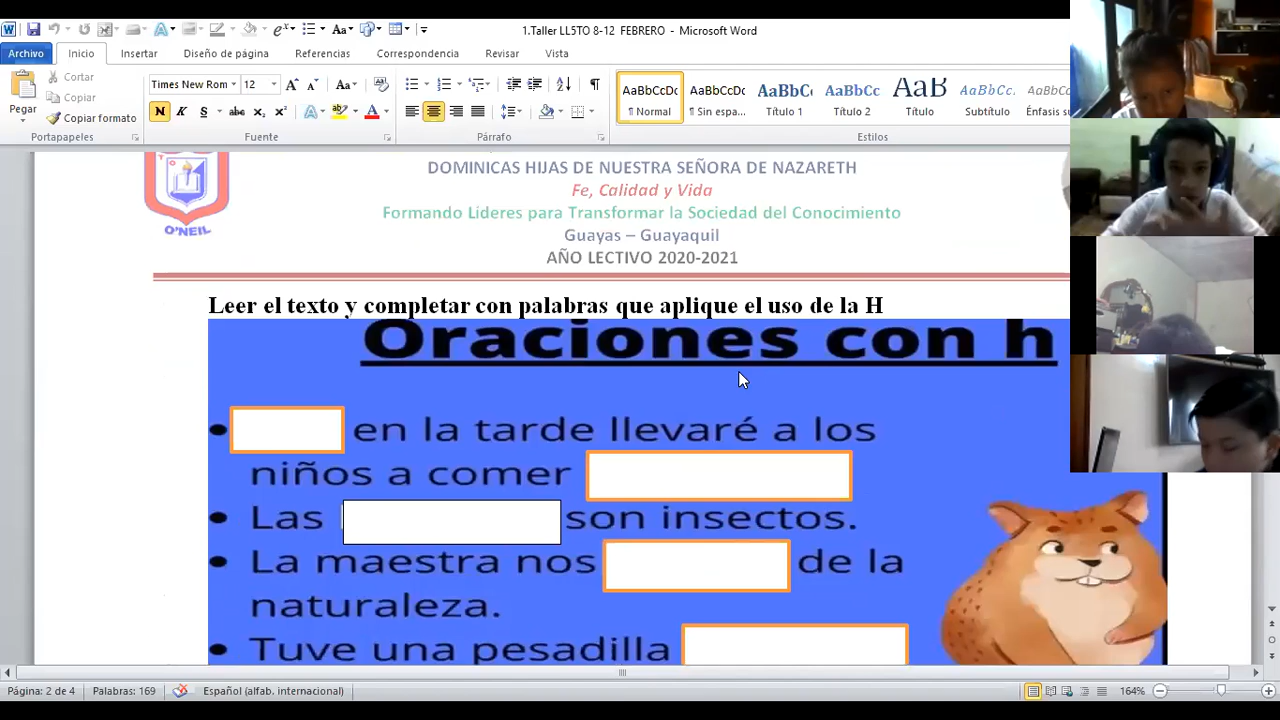 1.Taller LL5TO 8-12 FEBRERO - Microsoft Word
Archivo Inicio Insertar Diseño de página Referencias Correspondencia Revisar Vista
Cortar
Copiar
Copiar formato
Pegar
Portapapeles
Times New Rom 12
N K S abc x₂ x²
Fuente
Párrafo
AaBbCcDc AaBbCcDc AaBbC AaBbCc AaB AaBbCc. AaBbCc
¶ Normal ¶ Sin espa... Título 1 Título 2 Título Subtítulo Énfasis su
Estilos
O'NEIL
DOMINICAS HIJAS DE NUESTRA SEÑORA DE NAZARETH
Fe, Calidad y Vida
Formando Lideres para Transformar la Sociedad del Conocimiento
Guayas – Guayaquil
AÑO LECTIVO 2020-2021
Leer el texto y completar con palabras que aplique el uso de la H
Oraciones con h
• en la tarde llevaré a los
niños a comer
• Las son insectos.
• La maestra nos de la
naturaleza.
• Tuve una pesadilla
Página: 2 de 4 Palabras: 169 Español (alfab. internacional) 164%